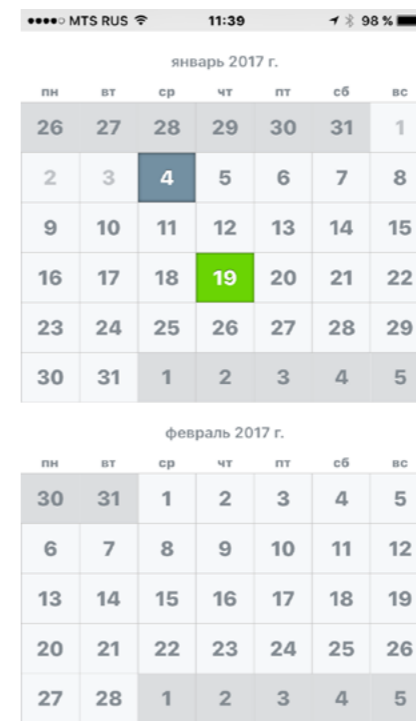 MTS RUS 11:39 98 %
январь 2017 г.
пн вт ср чт пт сб вс
26 27 28 29 30 31 1
2 3 4 5 6 7 8
9 10 11 12 13 14 15
16 17 18 19 20 21 22
23 24 25 26 27 28 29
30 31 1 2 3 4 5
февраль 2017 г.
пн вт ср чт пт сб вс
30 31 1 2 3 4 5
6 7 8 9 10 11 12
13 14 15 16 17 18 19
20 21 22 23 24 25 26
27 28 1 2 3 4 5